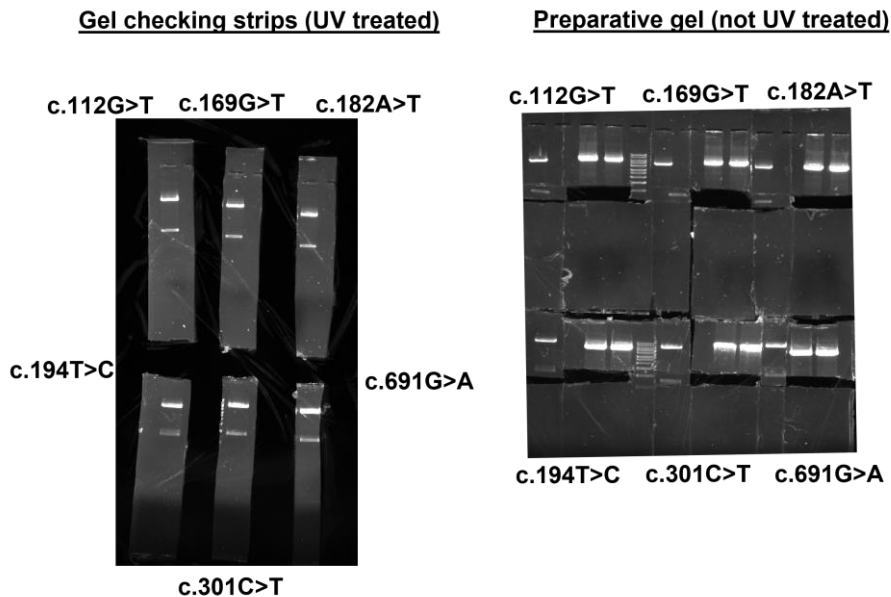 Gel checking strips (UV treated)
Preparative gel (not UV treated)
c.112G>T c.169G>T c.182A>T
c.112G>T c.169G>T c.182A>T
c.194T>C
c.691G>A
c.301C>T
c.194T>C c.301C>T c.691G>A